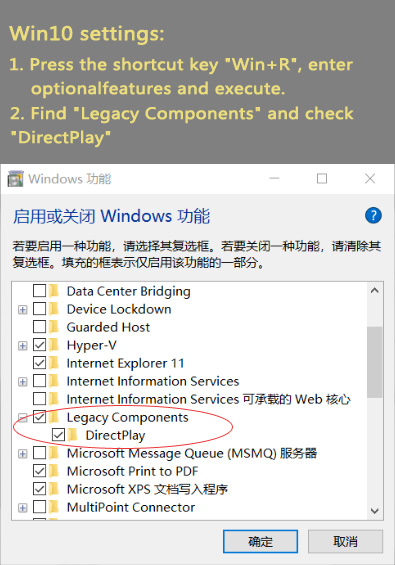 Win10 settings:
1. Press the shortcut key "Win+R", enter
optionalfeatures and execute.
2. Find "Legacy Components" and check
"DirectPlay"
Windows 功能
启用或关闭 Windows 功能
?
若要启用一种功能，请选择其复选框。若要关闭一种功能，请清除其
复选框。填充的框表示仅启用该功能的一部分。
Data Center Bridging
Device Lockdown
Guarded Host
Hyper-V
Internet Explorer 11
Internet Information Services
Internet Information Services 可承载的 Web 核心
Legacy Components
DirectPlay
Microsoft Message Queue (MSMQ) 服务器
Microsoft Print to PDF
Microsoft XPS 文档写入程序
MultiPoint Connector
确定
取消